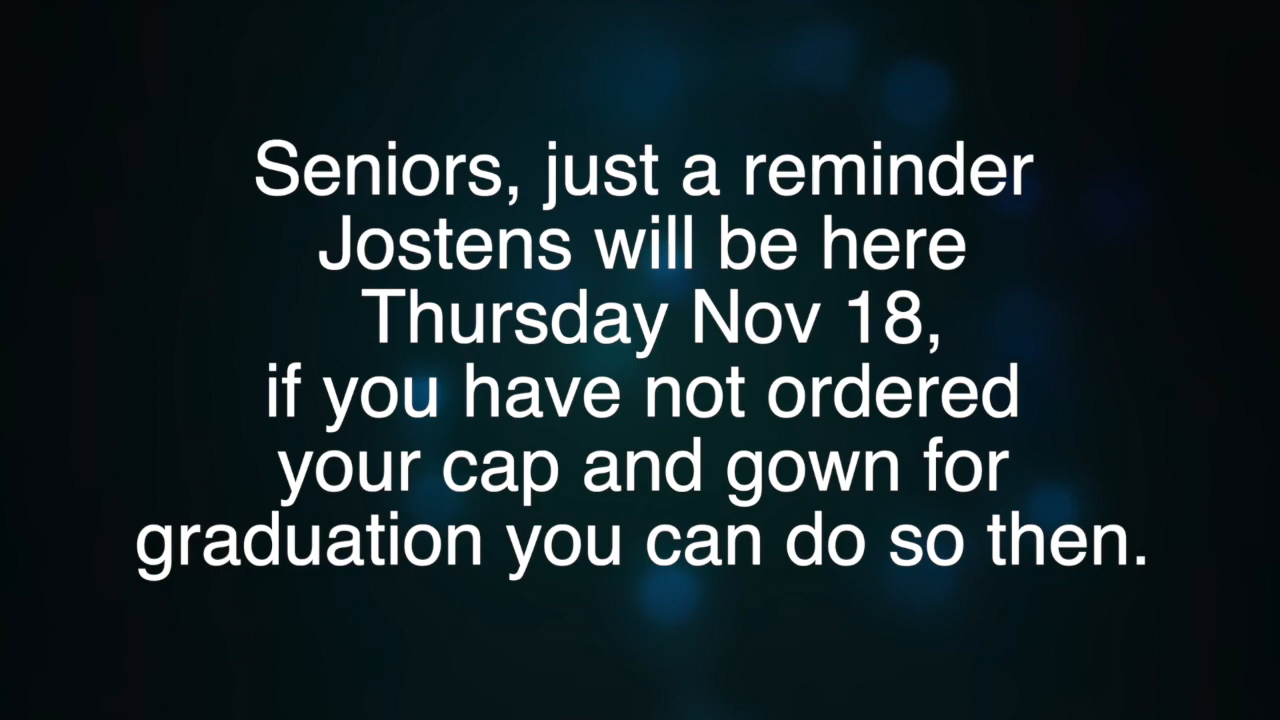 Seniors, just a reminder
Jostens will be here
Thursday Nov 18,
if you have not ordered
your cap and gown for
graduation you can do so then.